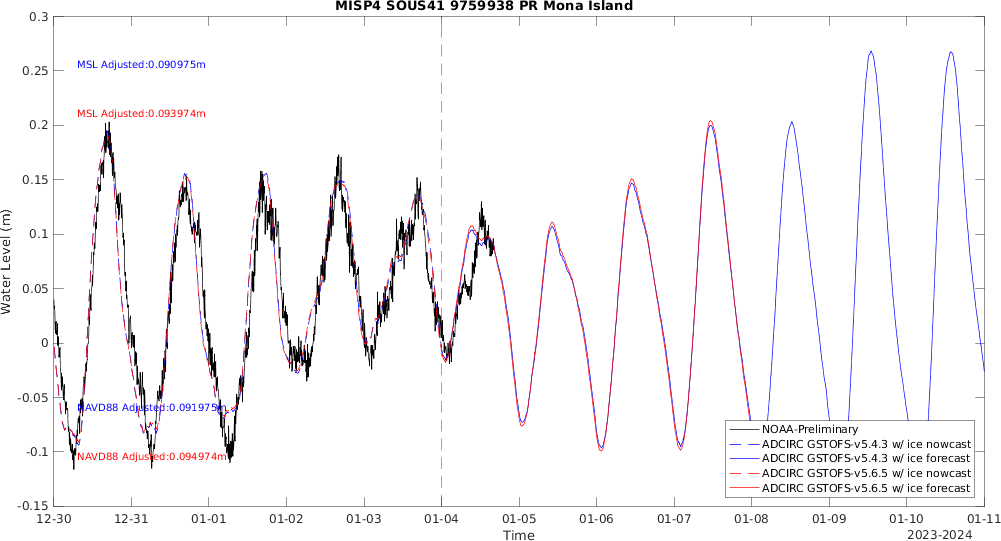 MISP4 SOUS41 9759938 PR Mona Island
0.3
0.25
0.2
0.15
0.1
0.05
0
-0.05
-0.1
-0.15
Water Level (m)
MSL Adjusted:0.090975m
MSL Adjusted:0.093974m
NAVD88 Adjusted:0.091975m
NAVD88 Adjusted:0.094974m
NOAA-Preliminary
ADCIRC GSTOFS-v5.4.3 w/ ice nowcast
ADCIRC GSTOFS-v5.4.3 w/ ice forecast
ADCIRC GSTOFS-v5.6.5 w/ ice nowcast
ADCIRC GSTOFS-v5.6.5 w/ ice forecast
12-30 12-31 01-01 01-02 01-03 01-04 01-05 01-06 01-07 01-08 01-09 01-10 01-11
Time
2023-2024